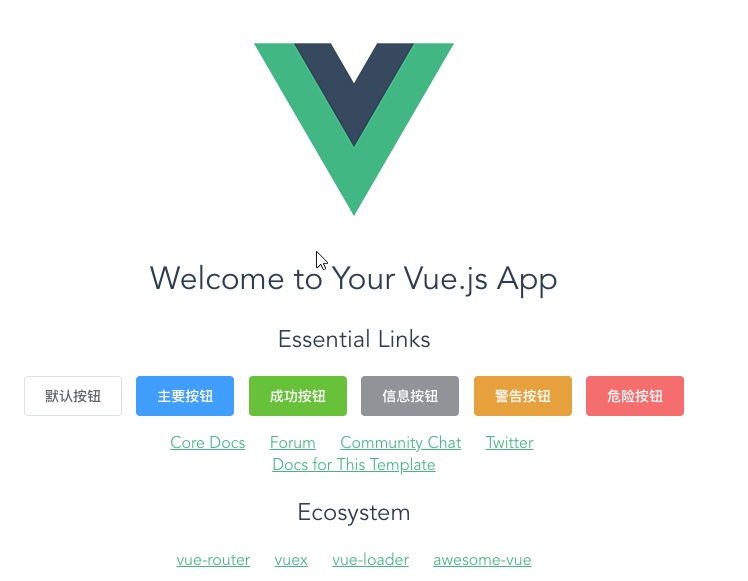 Welcome to Your Vue.js App
Essential Links
默认按钮 主要按钮 成功按钮 信息按钮 警告按钮 危险按钮
Core Docs Forum Community Chat Twitter
Docs for This Template
Ecosystem
vue-router vuex vue-loader awesome-vue